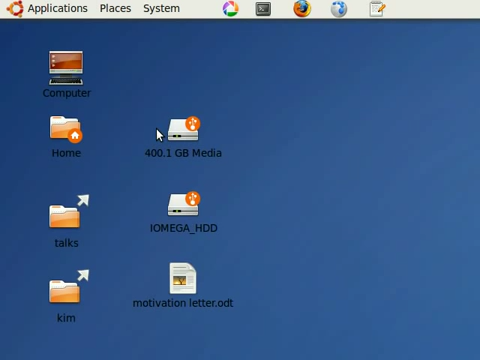 Applications Places System
Computer
Home
400.1 GB Media
IOMEGA_HDD
talks
motivation letter.odt
kim